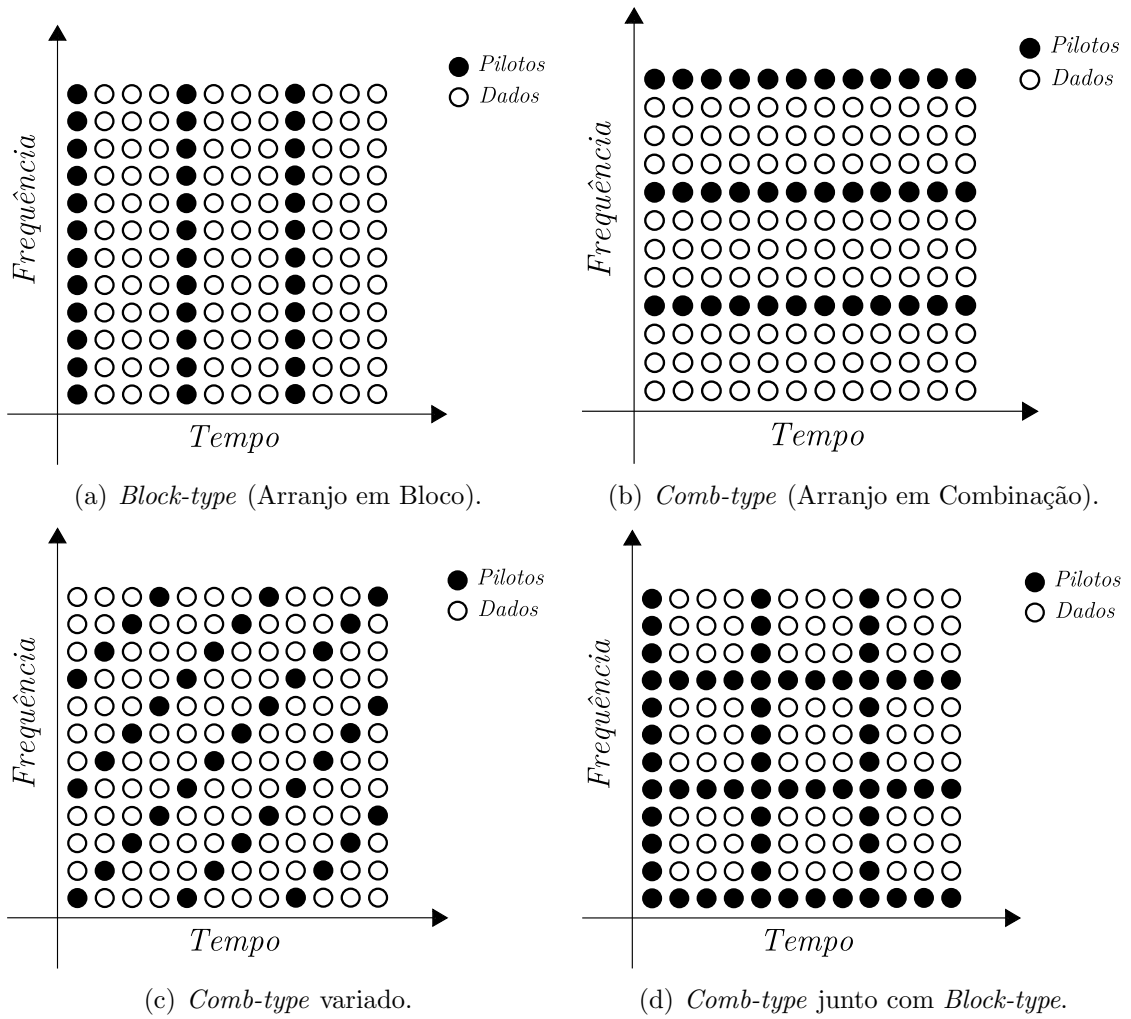 Pilotos
Dados
Frequência
Tempo
(a) Block-type (Arranjo em Bloco).
Pilotos
Dados
Frequência
Tempo
(b) Comb-type (Arranjo em Combinação).
Pilotos
Dados
Frequência
Tempo
(c) Comb-type variado.
Pilotos
Dados
Frequência
Tempo
(d) Comb-type junto com Block-type.